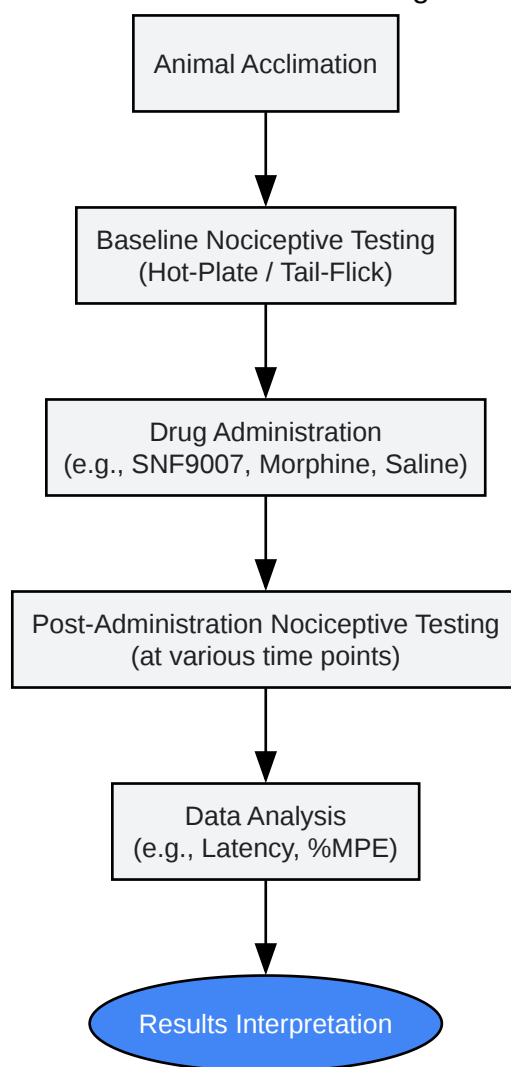 Animal Acclimation
Baseline Nociceptive Testing
(Hot-Plate / Tail-Flick)
Drug Administration
(e.g., SNF9007, Morphine, Saline)
Post-Administration Nociceptive Testing
(at various time points)
Data Analysis
(e.g., Latency, %MPE)
Results Interpretation